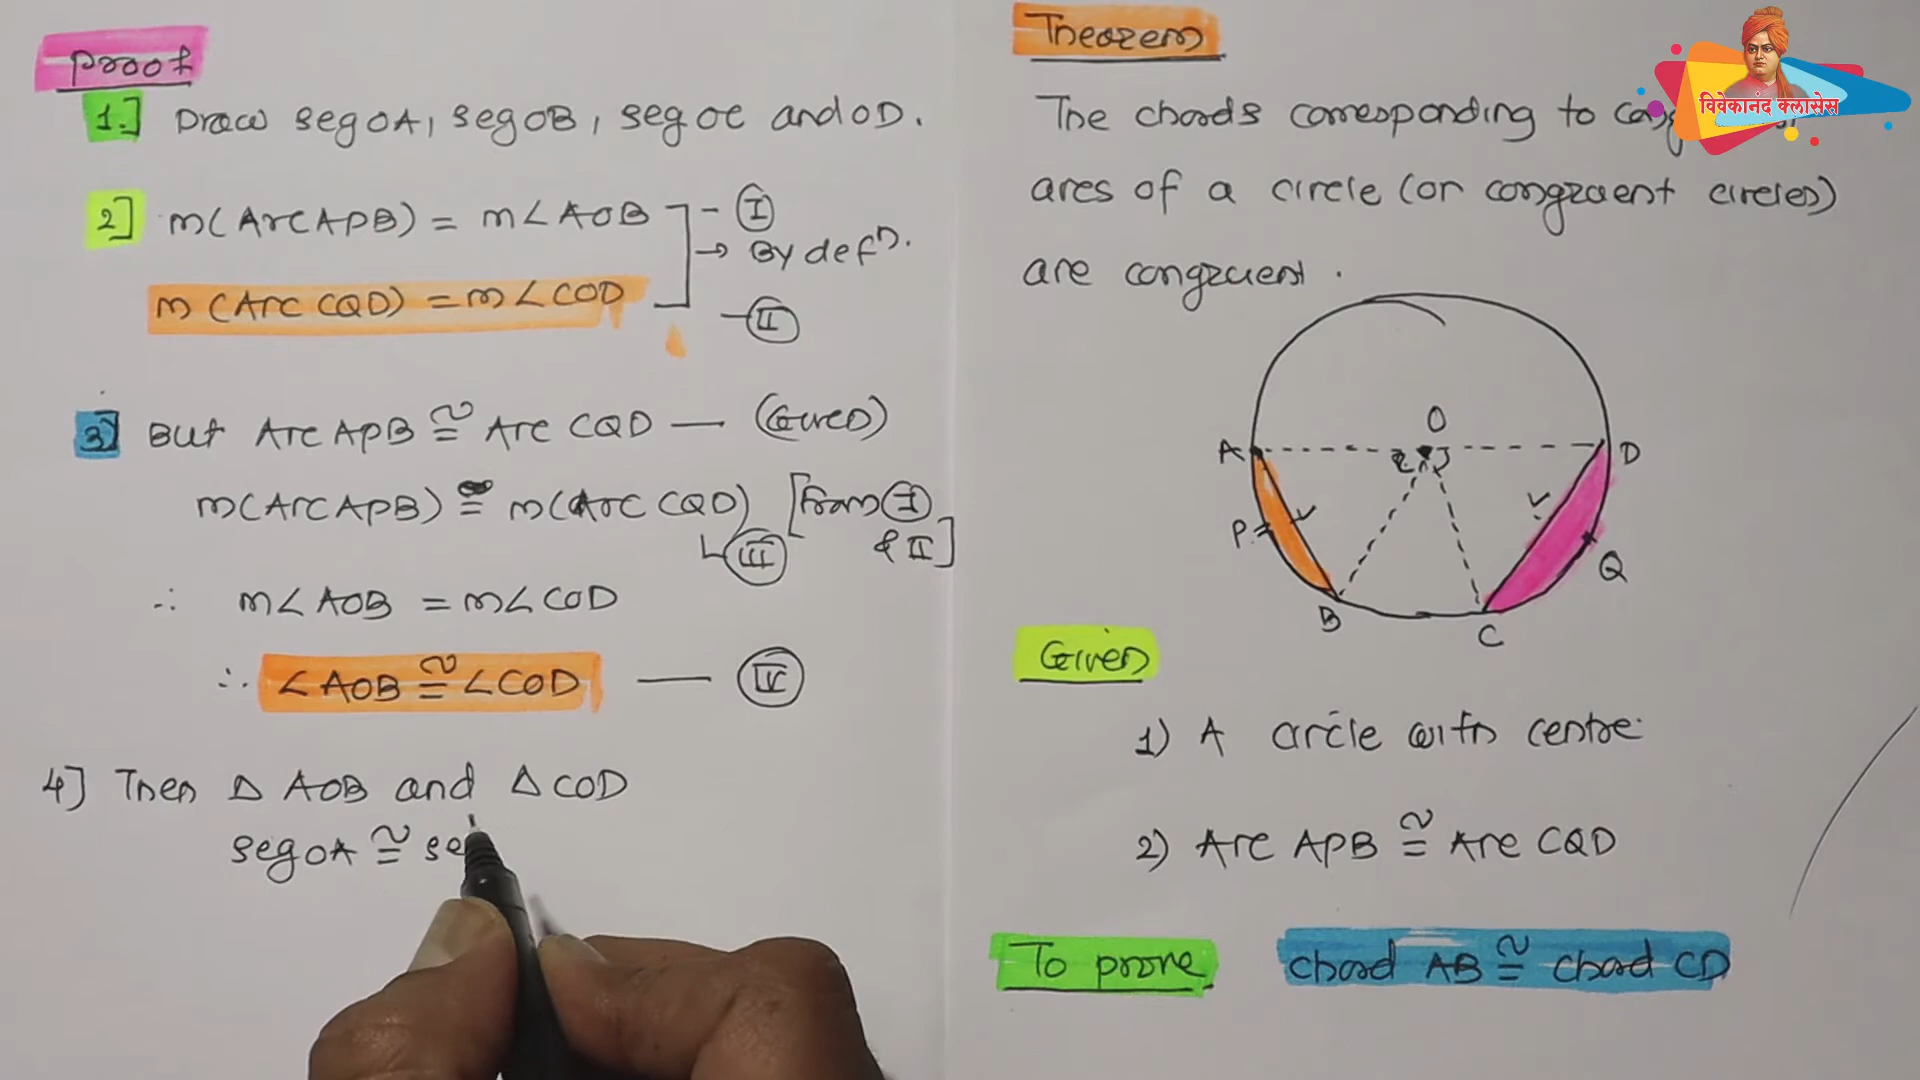 Proof
1.] Draw seg OA, seg OB, seg OC and OD.
2] m(Arc APB) = m∠AOB - (I)
→ By defn.
m(Arc CQD) = m∠COD - (II)
3] But Arc APB ≅ Arc CQD — (Given)
m(Arc APB) = m(Arc CQD) [from (I) & II]
(III)
∴ m∠AOB = m∠COD
∴ ∠AOB ≅ ∠COD — (IV)
4] Then △ AOB and △ COD
seg OA ≅ se
Theorem
The chords corresponding to
arcs of a circle (or congruent circles)
are congruent.
O
A
D
P
Q
B
C
Given
1) A circle with centre
2) Arc APB ≅ Arc CQD
To prove chord AB ≅ chord CD
विवेकानंद क्लासेस